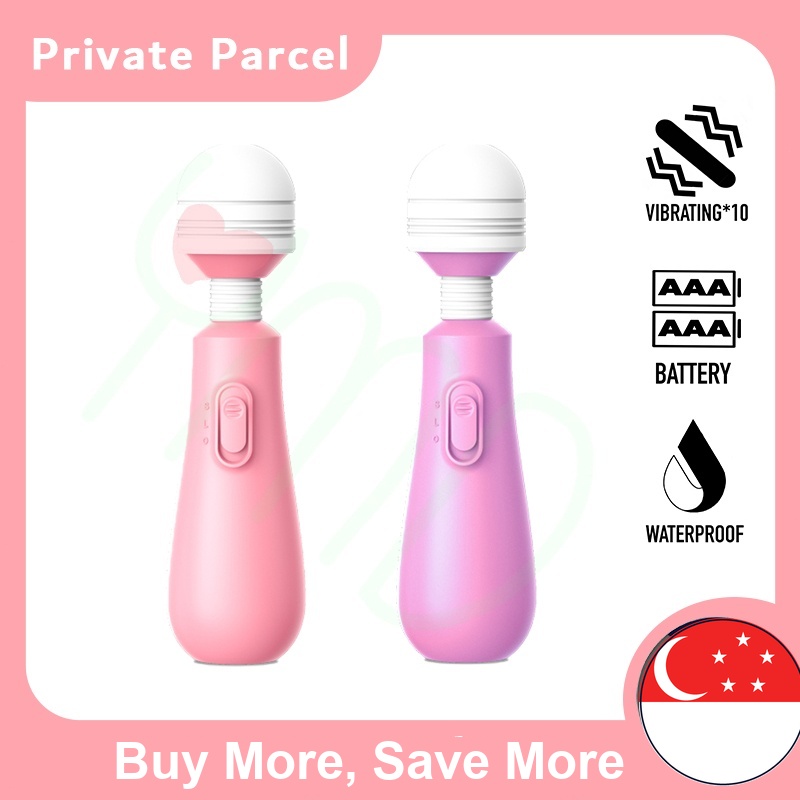 Private Parcel
VIBRATING*10
AAA
AAA
BATTERY
S
L
O
S
L
O
WATERPROOF
Buy More, Save More